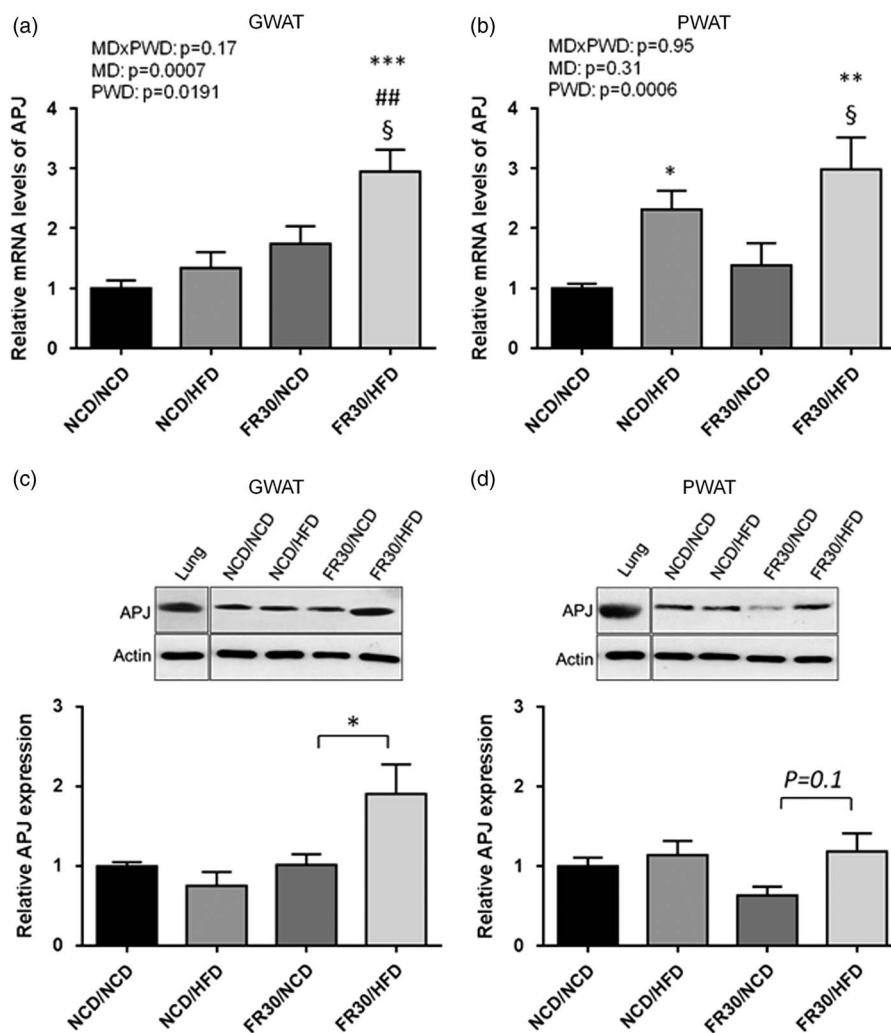 (a)
GWAT
MDxPWD: p=0.17
MD: p=0.0007
PWD: p=0.0191
***
##
§
Relative mRNA levels of APJ
4
3
2
1
0
NCD/NCD
NCD/HFD
FR30/NCD
FR30/HFD
(b)
PWAT
MDxPWD: p=0.95
MD: p=0.31
PWD: p=0.0006
**
§
*
Relative mRNA levels of APJ
4
3
2
1
0
NCD/NCD
NCD/HFD
FR30/NCD
FR30/HFD
(c)
GWAT
Lung
NCD/NCD
NCD/HFD
FR30/NCD
FR30/HFD
APJ
Actin
Relative APJ expression
3
2
1
0
*
NCD/NCD
NCD/HFD
FR30/NCD
FR30/HFD
(d)
PWAT
Lung
NCD/NCD
NCD/HFD
FR30/NCD
FR30/HFD
APJ
Actin
Relative APJ expression
3
2
1
0
P=0.1
NCD/NCD
NCD/HFD
FR30/NCD
FR30/HFD